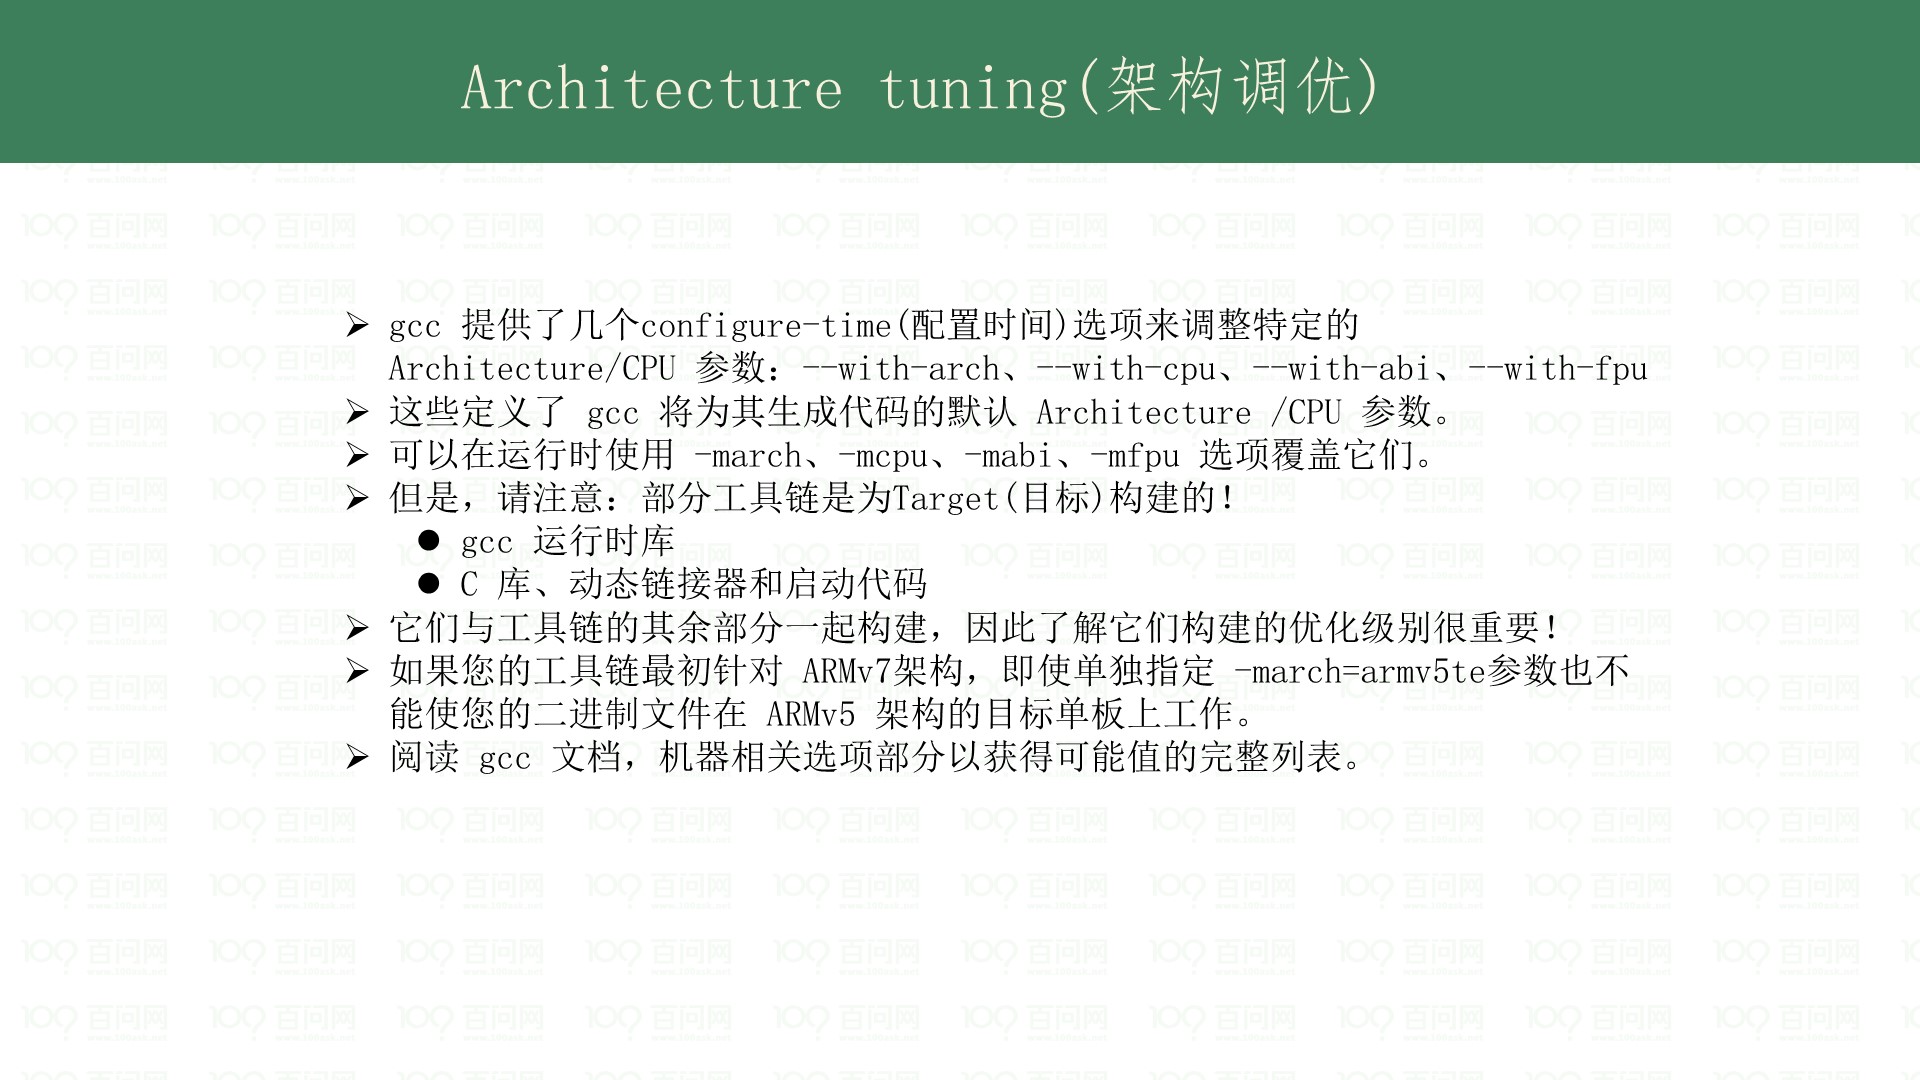 Architecture tuning(架构调优)
gcc 提供了几个configure-time(配置时间)选项来调整特定的
Architecture/CPU 参数：--with-arch、--with-cpu、--with-abi、--with-fpu
这些定义了 gcc 将为其生成代码的默认 Architecture /CPU 参数。
可以在运行时使用 -march、-mcpu、-mabi、-mfpu 选项覆盖它们。
但是，请注意：部分工具链是为Target(目标)构建的！
gcc 运行时库
C 库、动态链接器和启动代码
它们与工具链的其余部分一起构建，因此了解它们构建的优化级别很重要！
如果您的工具链最初针对 ARMv7架构，即使单独指定 -march=armv5te参数也不
能使您的二进制文件在 ARMv5 架构的目标单板上工作。
阅读 gcc 文档，机器相关选项部分以获得可能值的完整列表。